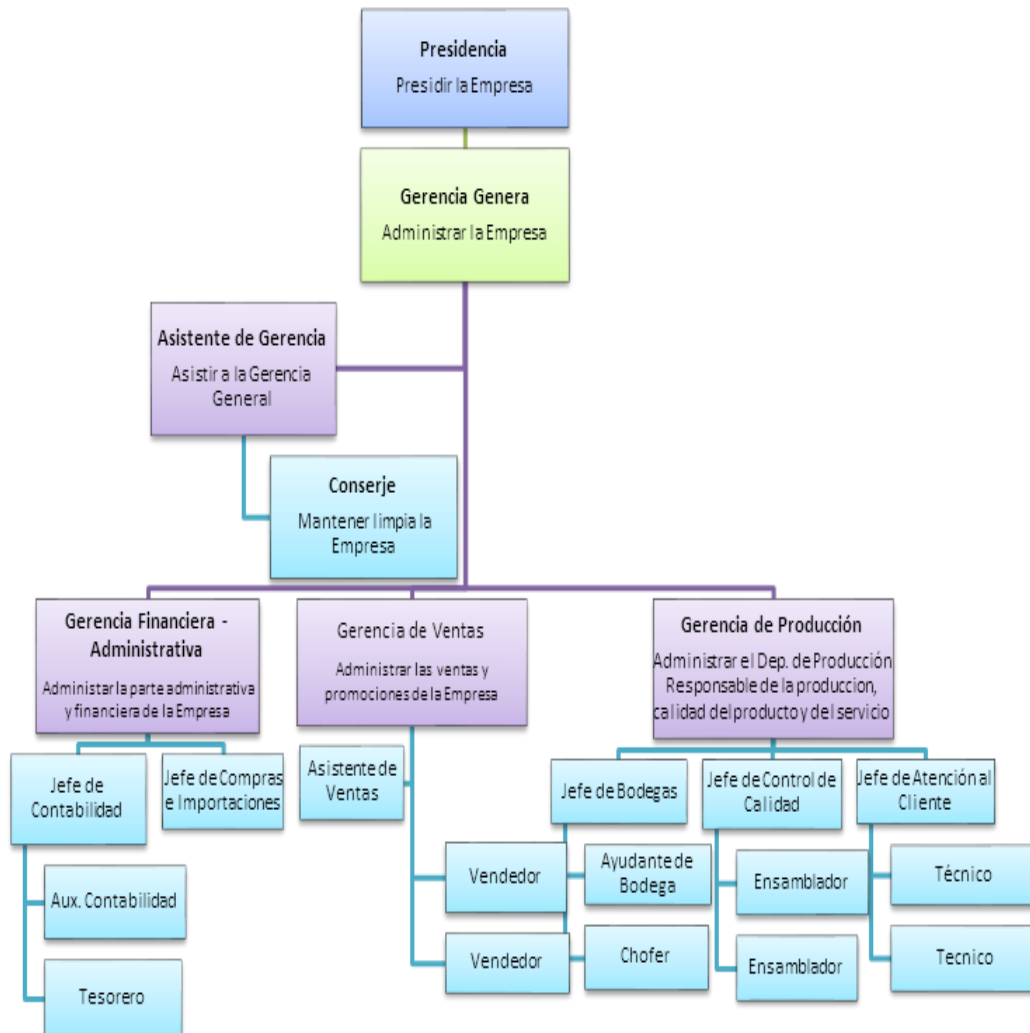 Presidencia
Presidir la Empresa
Gerencia Genera
Administrar la Empresa
Asistente de Gerencia
Asistir a la Gerencia
General
Conserje
Mantener limpia la
Empresa
Gerencia Financiera -
Administrativa
Administar la parte administrativa
y financiera de la Empresa
Gerencia de Ventas
Administrar las ventas y
promociones de la Empresa
Gerencia de Producción
Administrar el Dep. de Producción
Responsable de la produccion,
calidad del producto y del servicio
Jefe de
Contabilidad
Jefe de Compras
e Importaciones
Asistente de
Ventas
Jefe de Bodegas
Jefe de Control de
Calidad
Jefe de Atención al
Cliente
Aux. Contabilidad
Vendedor
Ayudante de
Bodega
Ensamblador
Técnico
Tesorero
Vendedor
Chofer
Ensamblador
Tecnico